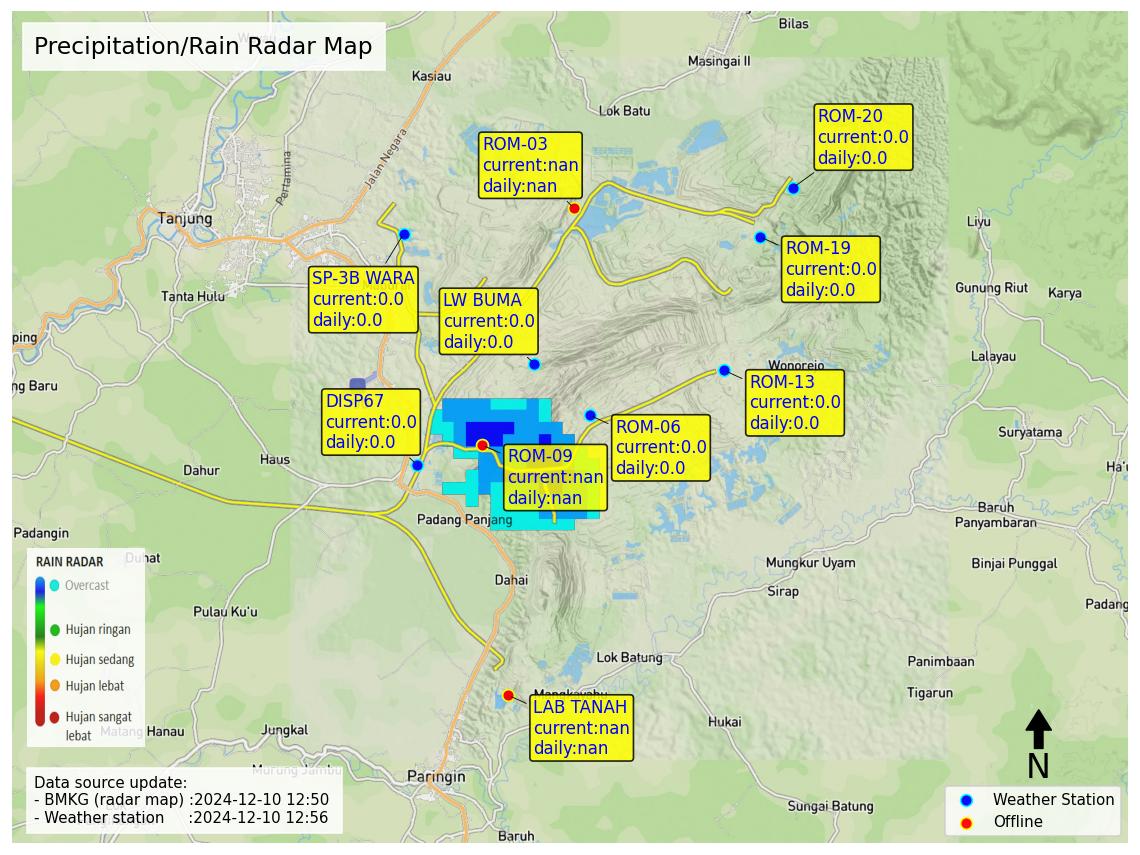 Precipitation/Rain Radar Map
Bilas
Masingai II
Kasiau
Lok Batu
Jalan Negara
Pertamina
Tanjung
Tanta Hulu
ROM-03
current:nan
daily:nan
ROM-20
current:0.0
daily:0.0
ROM-19
current:0.0
daily:0.0
SP-3B WARA
current:0.0
daily:0.0
LW BUMA
current:0.0
daily:0.0
Liyu
Gunung Riut
Karya
Lalayau
ping
ng Baru
Wonorejo
ROM-13
current:0.0
daily:0.0
DISP67
current:0.0
daily:0.0
ROM-06
current:0.0
daily:0.0
ROM-09
current:nan
daily:nan
Suryatama
Ha'u
Haus
Dahur
Padang Panjang
Baruh
Panyambaran
Padangin
Duhat
Dahai
Mungkur Uyam
Binjai Punggal
Sirap
Padang
Pulau Ku'u
RAIN RADAR
Overcast
Hujan ringan
Hujan sedang
Hujan lebat
Hujan sangat
lebat
Lok Batung
Panimbaan
Tigarun
Mangkayahu
LAB TANAH
current:nan
daily:nan
Hukai
Matang Hanau
Jungkal
Murung Jambu
Paringin
Sungai Batung
Baruh
N
Data source update:
- BMKG (radar map) :2024-12-10 12:50
- Weather station :2024-12-10 12:56
Weather Station
Offline